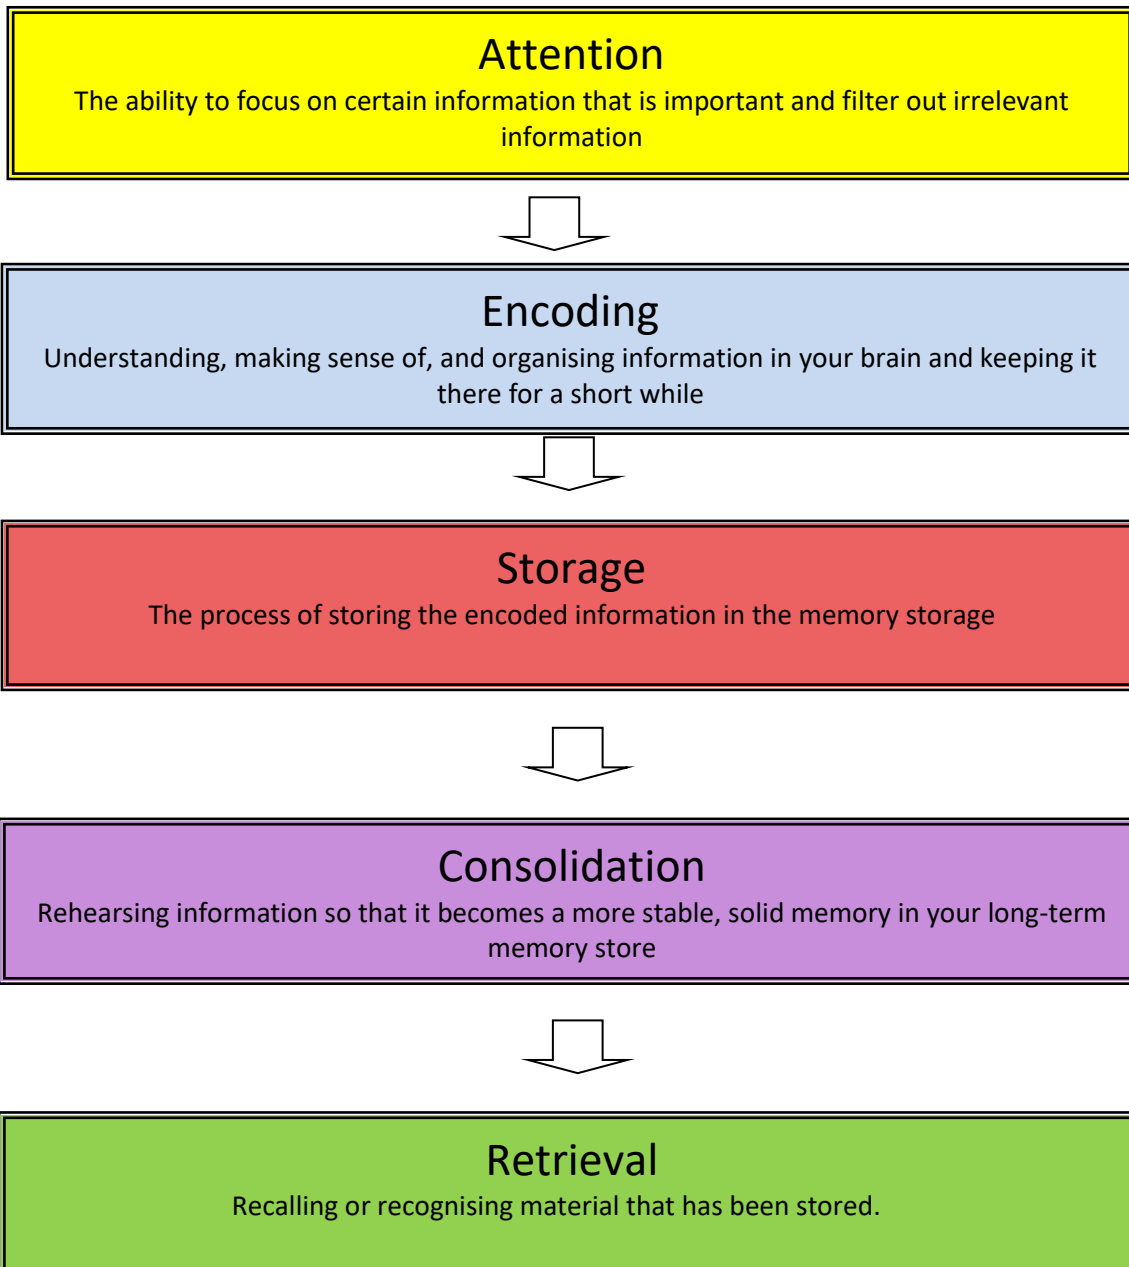 Attention
The ability to focus on certain information that is important and filter out irrelevant
information
Encoding
Understanding, making sense of, and organising information in your brain and keeping it
there for a short while
Storage
The process of storing the encoded information in the memory storage
Consolidation
Rehearsing information so that it becomes a more stable, solid memory in your long-term
memory store
Retrieval
Recalling or recognising material that has been stored.